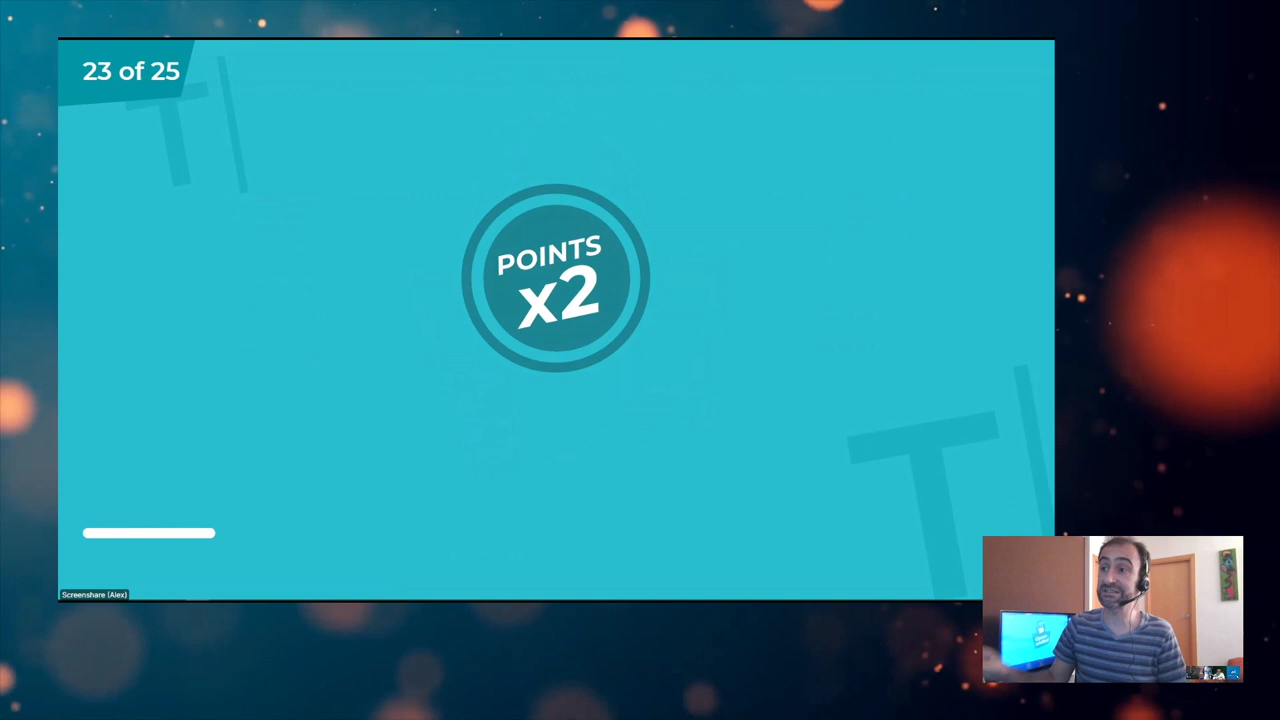 23 of 25
T|
POINTS
x2
T|
Screenshare (Alex)